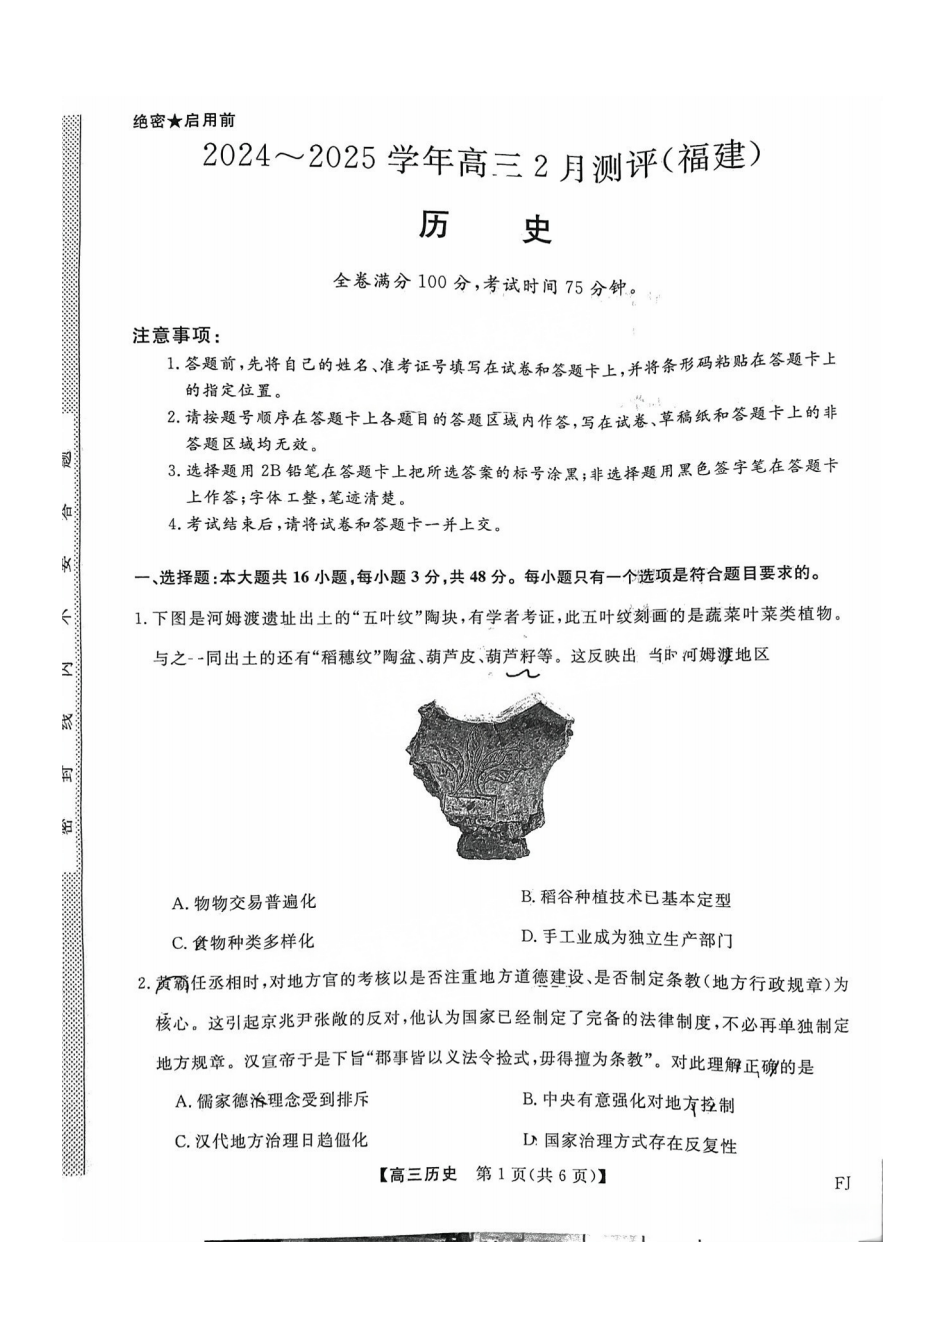 绝密★启用前
2024～2025学年高三2月测评(福建)
历 史
全卷满分100分,考试时间75分钟。
注意事项:
1.答题前,先将自己的姓名、准考证号填写在试卷和答题卡上,并将条形码粘贴在答题卡上
的指定位置。
2.请按题号顺序在答题卡上各题目的答题区域内作答,写在试卷、草稿纸和答题卡上的非
答题区域均无效。
3.选择题用2B铅笔在答题卡上把所选答案的标号涂黑;非选择题用黑色签字笔在答题卡
上作答;字体工整,笔迹清楚。
4.考试结束后,请将试卷和答题卡一并上交。
一、选择题:本大题共16小题,每小题3分,共48分。每小题只有一个选项是符合题目要求的。
1.下图是河姆渡遗址出土的“五叶纹”陶块,有学者考证,此五叶纹刻画的是蔬菜叶菜类植物。
与之一同出土的还有“稻穗纹”陶盆、葫芦皮、葫芦籽等。这反映出当时河姆渡地区
A.物物交易普遍化
B.稻谷种植技术已基本定型
C.食物种类多样化
D.手工业成为独立生产部门
2.黄霸任丞相时,对地方官的考核以是否注重地方道德建设、是否制定条教(地方行政规章)为
核心。这引起京兆尹张敞的反对,他认为国家已经制定了完备的法律制度,不必再单独制定
地方规章。汉宣帝于是下旨“郡事皆以义法令捡式,毋得擅为条教”。对此理解正确的是
A.儒家德治理念受到排斥
B.中央有意强化对地方控制
C.汉代地方治理日趋僵化
D.国家治理方式存在反复性
【高三历史 第1页(共6页)】
FJ
密 封 线 内 不 要 答 题